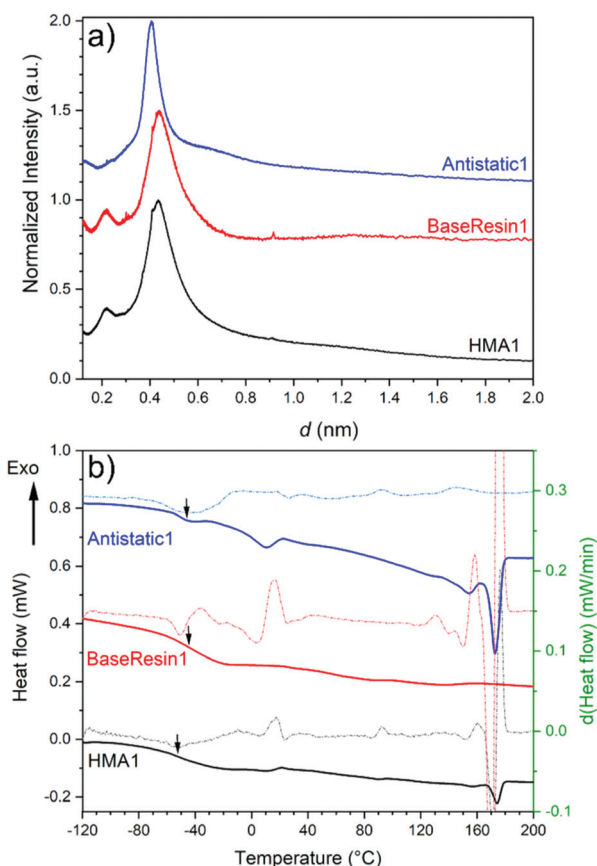 a)
2.0
1.5
1.0
0.5
0.0
Normalized Intensity (a.u.)
Antistatic1
BaseResin1
HMA1
0.2 0.4 0.6 0.8 1.0 1.2 1.4 1.6 1.8 2.0
d (nm)
b)
Exo
1.0
0.8
0.6
0.4
0.2
0.0
-0.2
Heat flow (mW)
Antistatic1
BaseResin1
HMA1
0.3
0.2
0.1
0.0
-0.1
d(Heat flow) (mW/min)
-120 -80 -40 0 40 80 120 160 200
Temperature (°C)